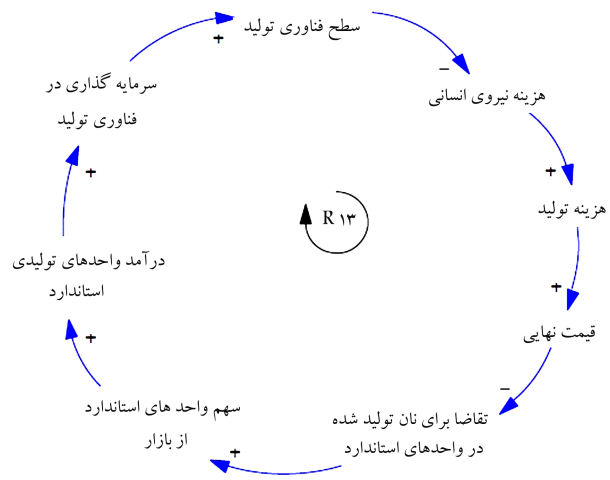 سطح فناوری تولید
+
–
سرمایه گذاری در
فناوری تولید
هزینه نیروی انسانی
+
+
R ۱۳
هزینه تولید
درآمد واحدهای تولیدی
استاندارد
+
+
قیمت نهایی
–
سهم واحد های استاندارد
از بازار
تقاضا برای نان تولید شده
در واحدهای استاندارد
+